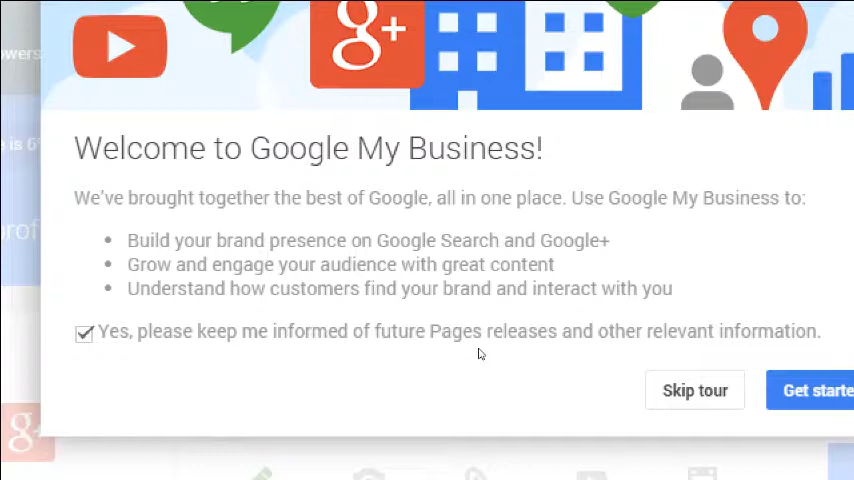 g+
Welcome to Google My Business!
We've brought together the best of Google, all in one place. Use Google My Business to:
• Build your brand presence on Google Search and Google+
• Grow and engage your audience with great content
• Understand how customers find your brand and interact with you
Yes, please keep me informed of future Pages releases and other relevant information.
Skip tour
Get starte
g+